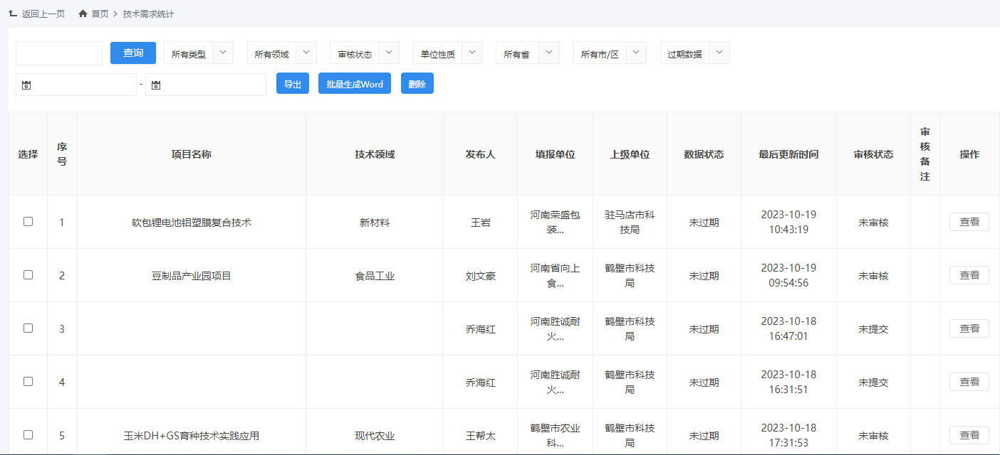 返回上一页 首页 > 技术需求统计
查询 所有类型 所有领域 审核状态 单位性质 所有省 所有市/区 过期数据
- 导出 批量生成Word 删除
选择 序号 项目名称 技术领域 发布人 填报单位 上级单位 数据状态 最后更新时间 审核状态 审核备注 操作
1 软包锂电池铝塑膜复合技术 新材料 王岩 河南荣盛包装... 驻马店市科技局 未过期 2023-10-19 10:43:19 未审核 查看
2 豆制品产业园项目 食品工业 刘文豪 河南省向上食... 鹤壁市科技局 未过期 2023-10-19 09:54:56 未审核 查看
3 乔海红 河南胜诚耐火... 鹤壁市科技局 未过期 2023-10-18 16:47:01 未提交 查看
4 乔海红 河南胜诚耐火... 鹤壁市科技局 未过期 2023-10-18 16:31:51 未提交 查看
5 玉米DH+GS育种技术实践应用 现代农业 王帮太 鹤壁市农业科... 鹤壁市科技局 未过期 2023-10-18 17:31:53 未审核 查看